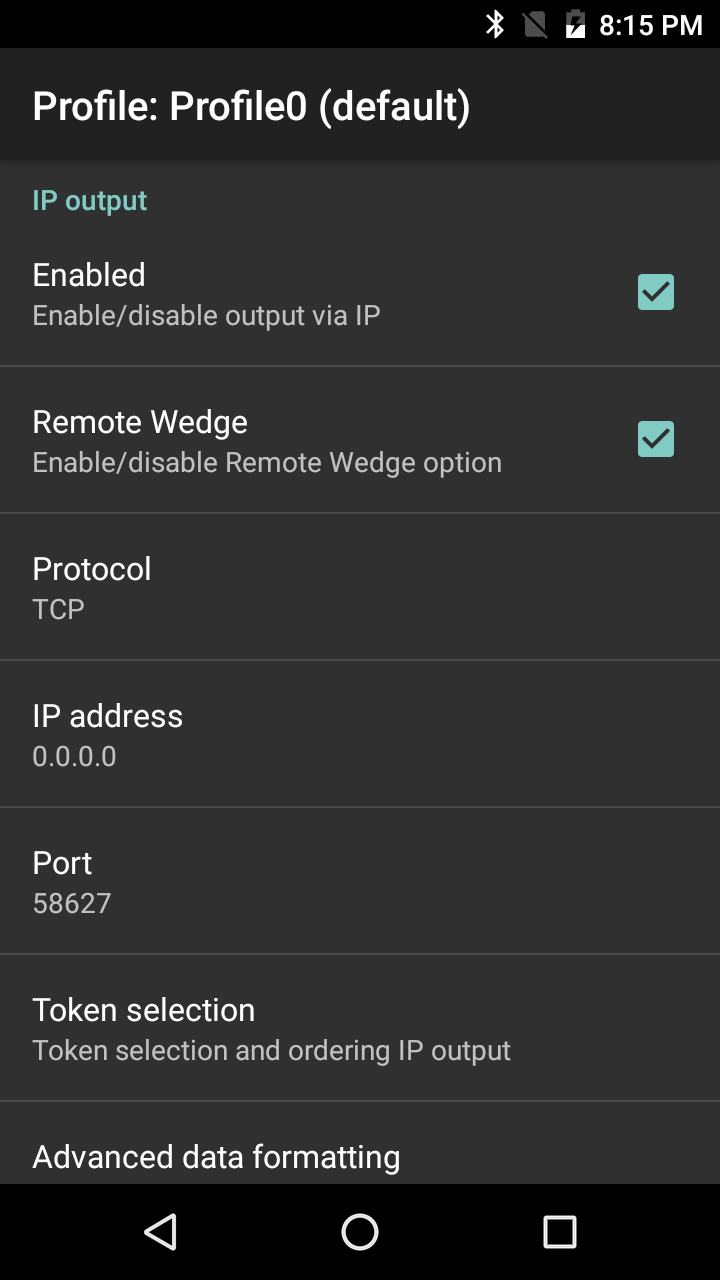 8:15 PM
Profile: Profile0 (default)
IP output
Enabled
Enable/disable output via IP
Remote Wedge
Enable/disable Remote Wedge option
Protocol
TCP
IP address
0.0.0.0
Port
58627
Token selection
Token selection and ordering IP output
Advanced data formatting